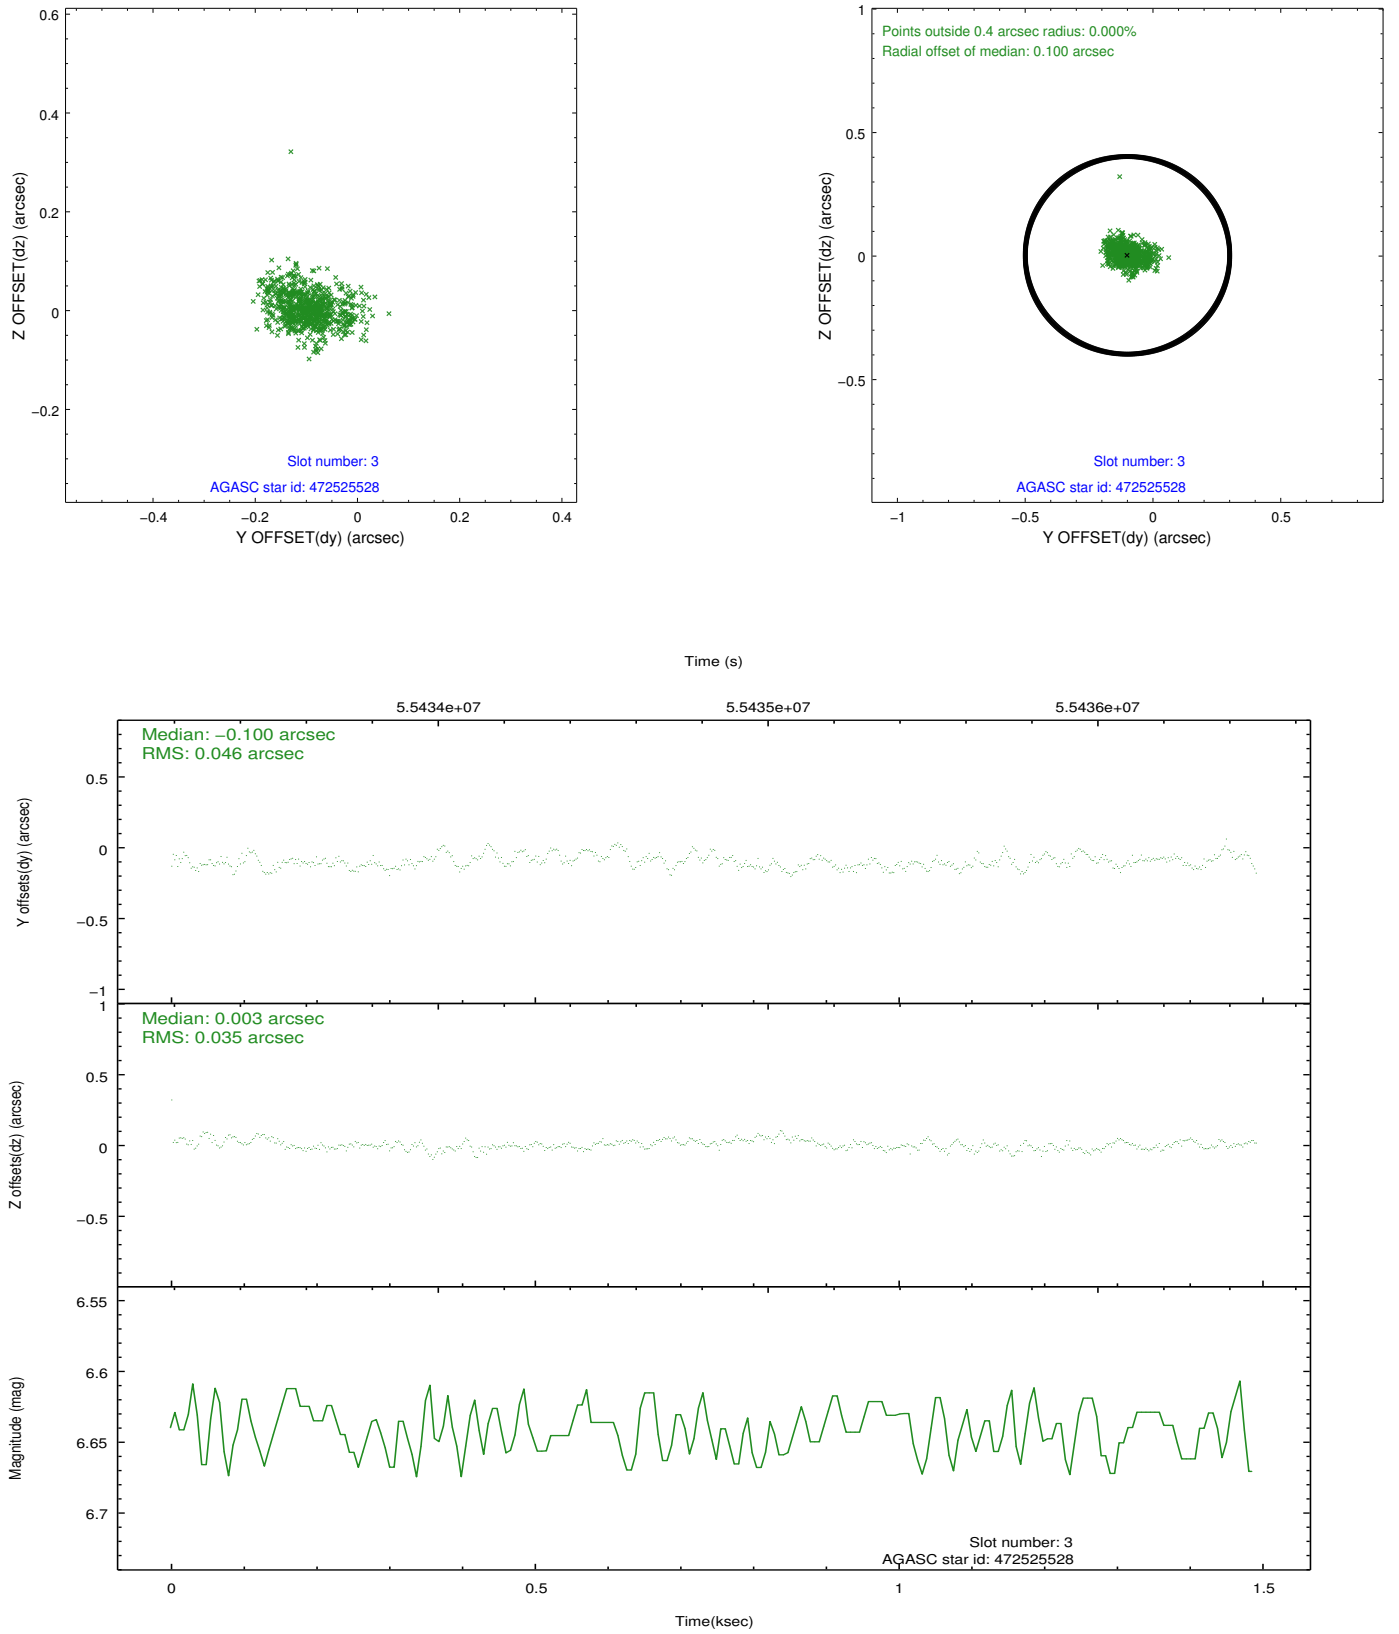 0.6
0.4
0.2
0
−0.2
Z OFFSET(dz) (arcsec)
Slot number: 3
AGASC star id: 472525528
−0.4
−0.2
0
0.2
0.4
Y OFFSET(dy) (arcsec)
1
0.5
0
−0.5
Z OFFSET(dz) (arcsec)
Points outside 0.4 arcsec radius: 0.000%
Radial offset of median: 0.100 arcsec
Slot number: 3
AGASC star id: 472525528
−1
−0.5
0
0.5
Y OFFSET(dy) (arcsec)
Time (s)
5.5434e+07
5.5435e+07
5.5436e+07
Median: −0.100 arcsec
RMS: 0.046 arcsec
0.5
0
−0.5
−1
Y offsets(dy) (arcsec)
Median: 0.003 arcsec
RMS: 0.035 arcsec
1
0.5
0
−0.5
Z offsets(dz) (arcsec)
6.55
6.6
6.65
6.7
Magnitude (mag)
Slot number: 3
AGASC star id: 472525528
0
0.5
1
1.5
Time(ksec)